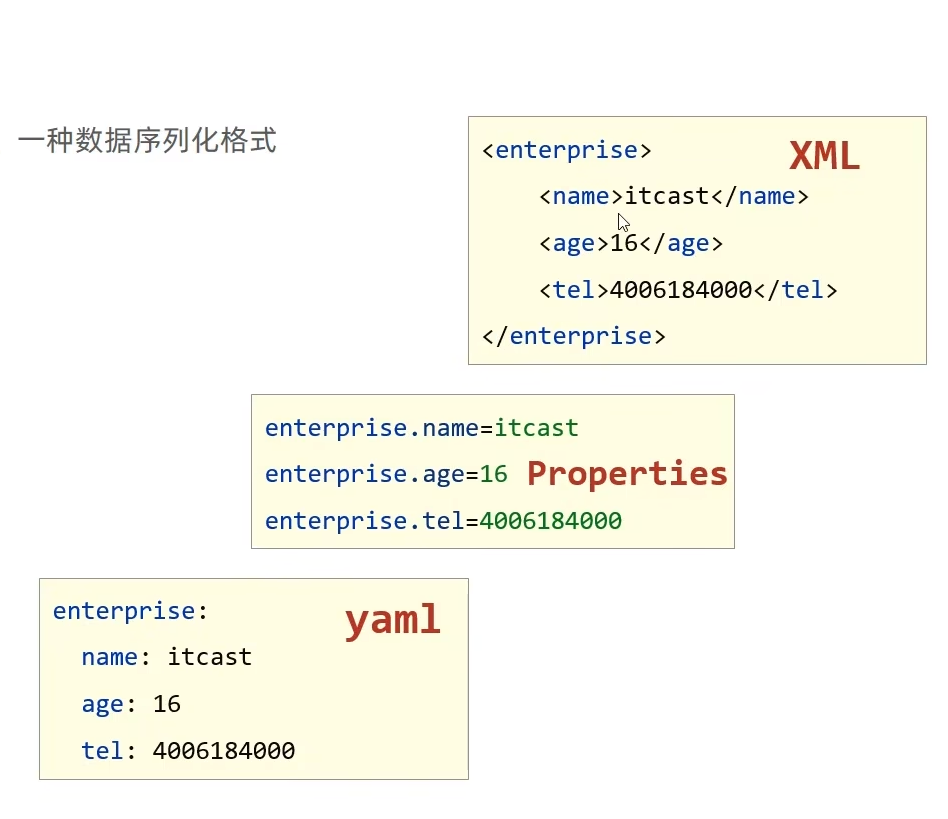 一种数据序列化格式
<enterprise> XML
<name>itcast</name>
<age>16</age>
<tel>4006184000</tel>
</enterprise>
enterprise.name=itcast
enterprise.age=16 Properties
enterprise.tel=4006184000
enterprise: yaml
name: itcast
age: 16
tel: 4006184000